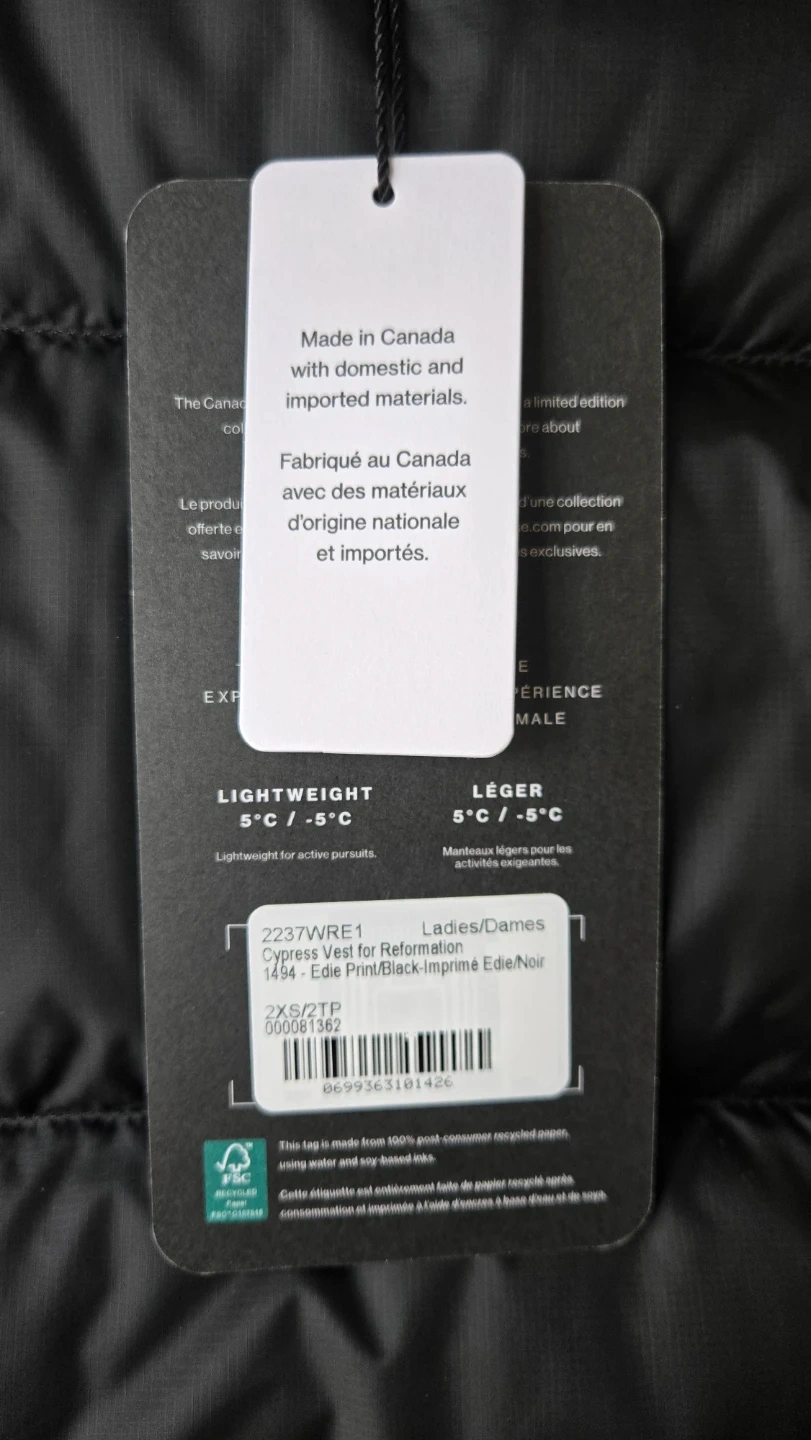 Made in Canada
with domestic and
imported materials.
Fabriqué au Canada
avec des matériaux
d'origine nationale
et importés.
The Canad
a limited edition
col
ore about
s.
Le produi
d'une collection
offerte e
e.com pour en
savoir
s exclusives.
E
EXP
PÉRIENCE
MALE
LIGHTWEIGHT
5°C / -5°C
Lightweight for active pursuits.
LÉGER
5°C / -5°C
Manteaux légers pour les
activités exigeantes.
2237WRE1 Ladies/Dames
Cypress Vest for Reformation
1494 - Edie Print/Black-Imprimé Edie/Noir
2XS/2TP
000081362
0699363101426
FSC
RECYCLED
Paper
This tag is made from 100% post-consumer recycled paper,
using water and soy-based inks.
Cette étiquette est entièrement faite de papier recyclé après
consommation et imprimée à l'aide d'encres à base d'eau et de soya.